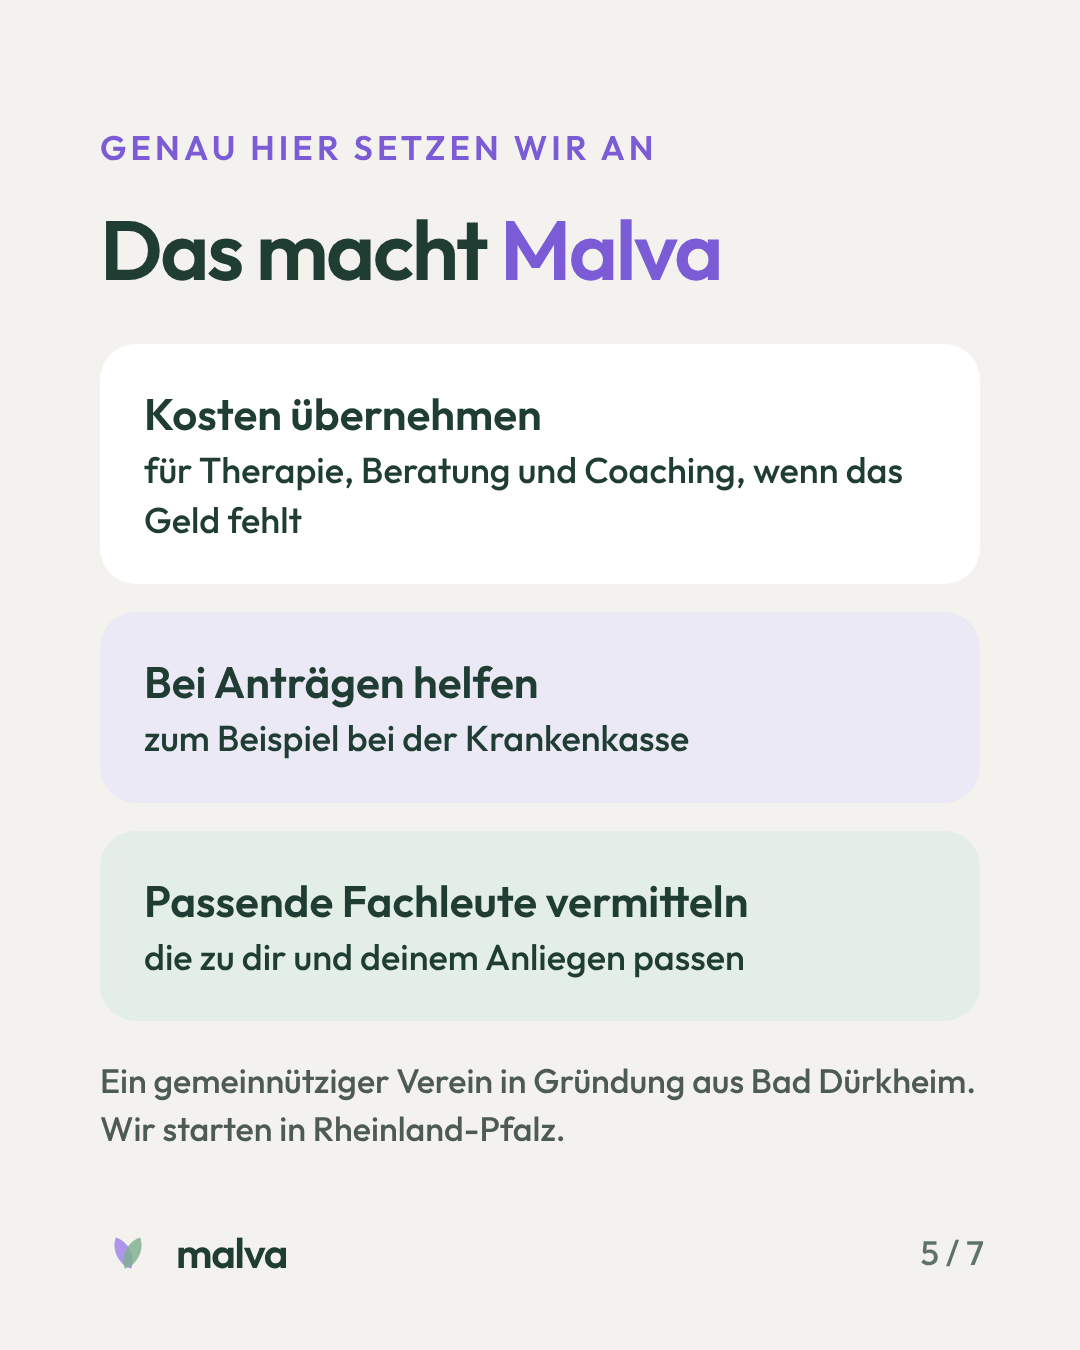 GENAU HIER SETZEN WIR AN
Das macht Malva
Kosten übernehmen
für Therapie, Beratung und Coaching, wenn das
Geld fehlt
Bei Anträgen helfen
zum Beispiel bei der Krankenkasse
Passende Fachleute vermitteln
die zu dir und deinem Anliegen passen
Ein gemeinnütziger Verein in Gründung aus Bad Dürkheim.
Wir starten in Rheinland-Pfalz.
malva
5 / 7